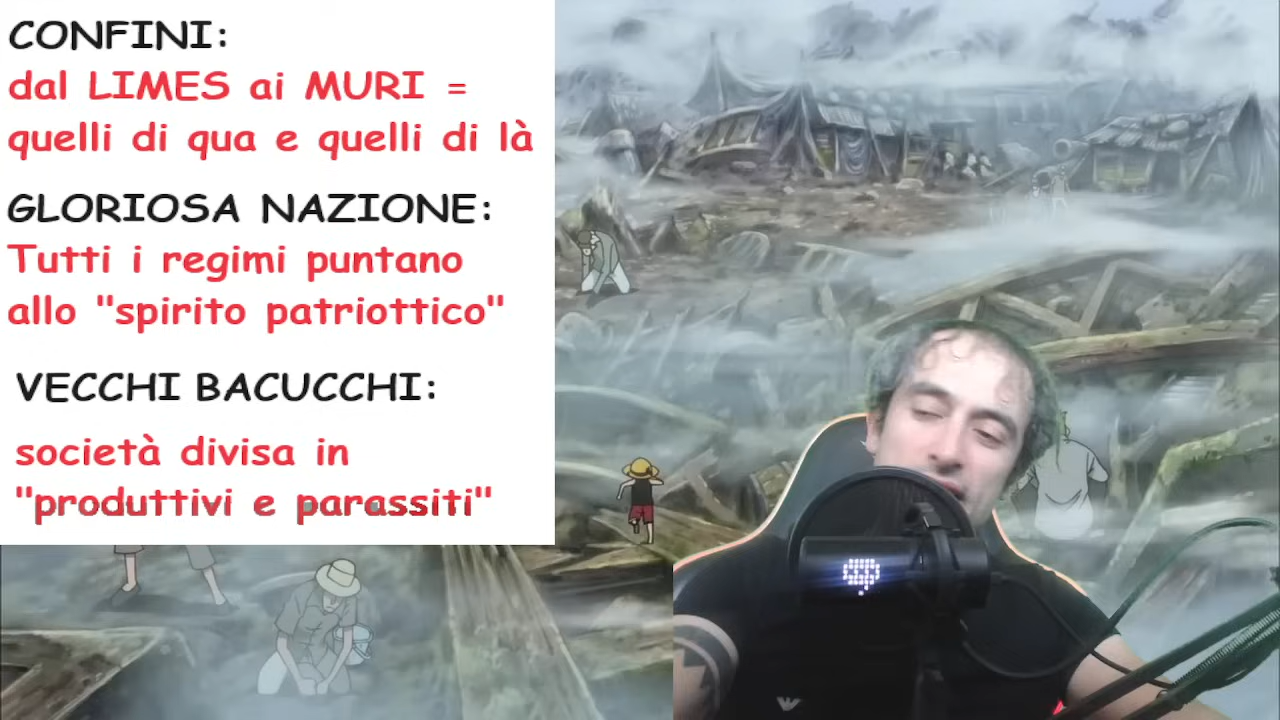 CONFINI:
dal LIMES ai MURI =
quelli di qua e quelli di là
GLORIOSA NAZIONE:
Tutti i regimi puntano
allo "spirito patriottico"
VECCHI BACUCCHI:
società divisa in
"produttivi e parassiti"